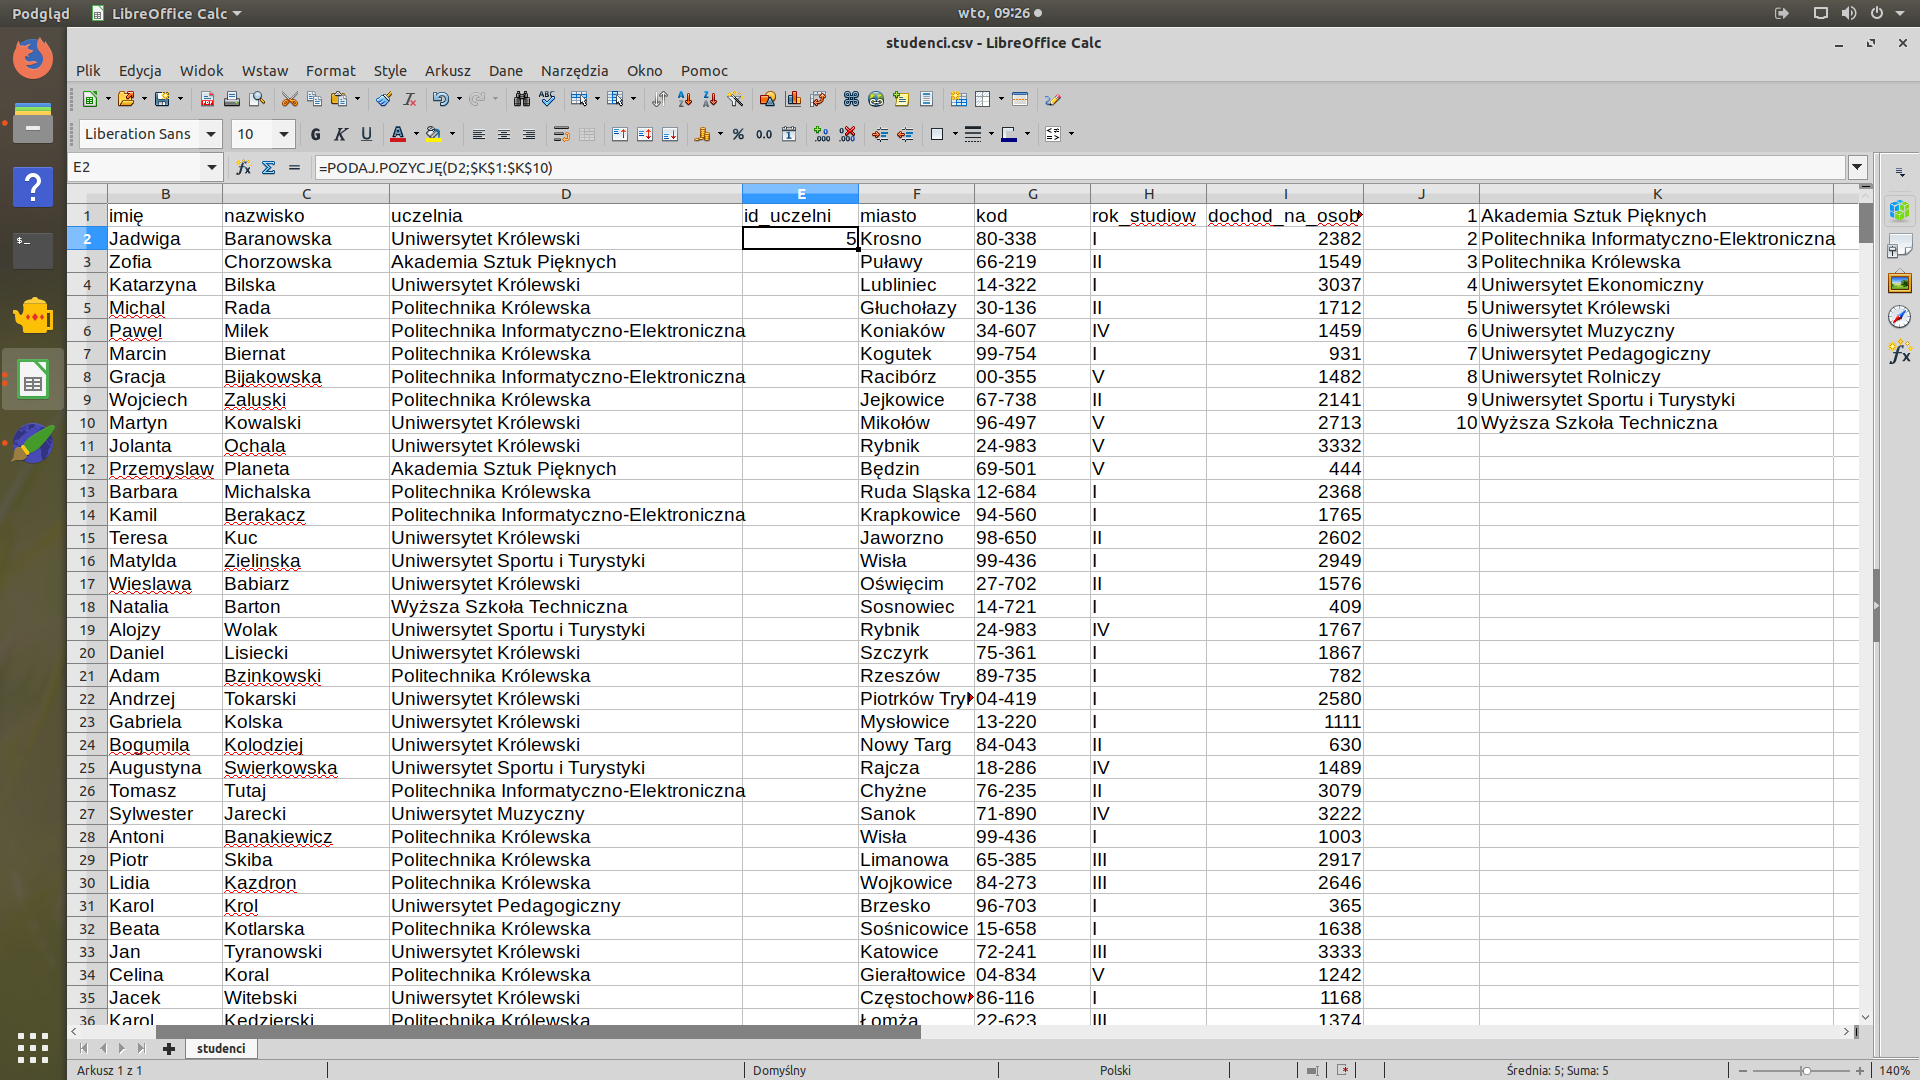 Podgląd LibreOffice Calc wto, 09:26
studenci.csv - LibreOffice Calc
Plik Edycja Widok Wstaw Format Style Arkusz Dane Narzędzia Okno Pomoc
Liberation Sans 10
E2 =PODAJ.POZYCJĘ(D2;$K$1:$K$10)
B C D E F G H I J K
1 imię nazwisko uczelnia id_uczelni miasto kod rok_studiow dochod_na_osob 1 Akademia Sztuk Pięknych
2 Jadwiga Baranowska Uniwersytet Królewski 5 Krosno 80-338 I 2382 2 Politechnika Informatyczno-Elektroniczna
3 Zofia Chorzowska Akademia Sztuk Pięknych Puławy 66-219 II 1549 3 Politechnika Królewska
4 Katarzyna Bilska Uniwersytet Królewski Lubliniec 14-322 I 3037 4 Uniwersytet Ekonomiczny
5 Michal Rada Politechnika Królewska Głuchołazy 30-136 II 1712 5 Uniwersytet Królewski
6 Pawel Milek Politechnika Informatyczno-Elektroniczna Koniaków 34-607 IV 1459 6 Uniwersytet Muzyczny
7 Marcin Biernat Politechnika Królewska Kogutek 99-754 I 931 7 Uniwersytet Pedagogiczny
8 Gracja Bijakowska Politechnika Informatyczno-Elektroniczna Racibórz 00-355 V 1482 8 Uniwersytet Rolniczy
9 Wojciech Zaluski Politechnika Królewska Jejkowice 67-738 II 2141 9 Uniwersytet Sportu i Turystyki
10 Martyn Kowalski Uniwersytet Królewski Mikołów 96-497 V 2713 10 Wyższa Szkoła Techniczna
11 Jolanta Ochala Uniwersytet Królewski Rybnik 24-983 V 3332
12 Przemyslaw Planeta Akademia Sztuk Pięknych Będzin 69-501 V 444
13 Barbara Michalska Politechnika Królewska Ruda Śląska 12-684 I 2368
14 Kamil Berakacz Politechnika Informatyczno-Elektroniczna Krapkowice 94-560 I 1765
15 Teresa Kuc Uniwersytet Królewski Jaworzno 98-650 II 2602
16 Matylda Zielinska Uniwersytet Sportu i Turystyki Wisła 99-436 I 2949
17 Wieslawa Babiarz Uniwersytet Królewski Oświęcim 27-702 II 1576
18 Natalia Barton Wyższa Szkoła Techniczna Sosnowiec 14-721 I 409
19 Alojzy Wolak Uniwersytet Sportu i Turystyki Rybnik 24-983 IV 1767
20 Daniel Lisiecki Uniwersytet Królewski Szczyrk 75-361 I 1867
21 Adam Bzinkowski Politechnika Królewska Rzeszów 89-735 I 782
22 Andrzej Tokarski Uniwersytet Królewski Piotrków Try 04-419 I 2580
23 Gabriela Kolska Uniwersytet Królewski Mysłowice 13-220 I 1111
24 Bogumila Kolodziej Uniwersytet Królewski Nowy Targ 84-043 II 630
25 Augustyna Swierkowska Uniwersytet Sportu i Turystyki Rajcza 18-286 IV 1489
26 Tomasz Tutaj Politechnika Informatyczno-Elektroniczna Chyżne 76-235 II 3079
27 Sylwester Jarecki Uniwersytet Muzyczny Sanok 71-890 IV 3222
28 Antoni Banakiewicz Politechnika Królewska Wisła 99-436 I 1003
29 Piotr Skiba Politechnika Królewska Limanowa 65-385 III 2917
30 Lidia Kazdron Politechnika Królewska Wojkowice 84-273 III 2646
31 Karol Krol Uniwersytet Pedagogiczny Brzesko 96-703 I 365
32 Beata Kotlarska Politechnika Królewska Sośnicowice 15-658 I 1638
33 Jan Tyranowski Uniwersytet Królewski Katowice 72-241 III 3333
34 Celina Koral Politechnika Królewska Gierałtowice 04-834 V 1242
35 Jacek Witebski Uniwersytet Królewski Częstochow 86-116 I 1168
36 Karol Kedzierski Politechnika Królewska Łomża 22-623 III 1374
studenci
Arkusz 1 z 1 Domyślny Polski Średnia: 5; Suma: 5 140%